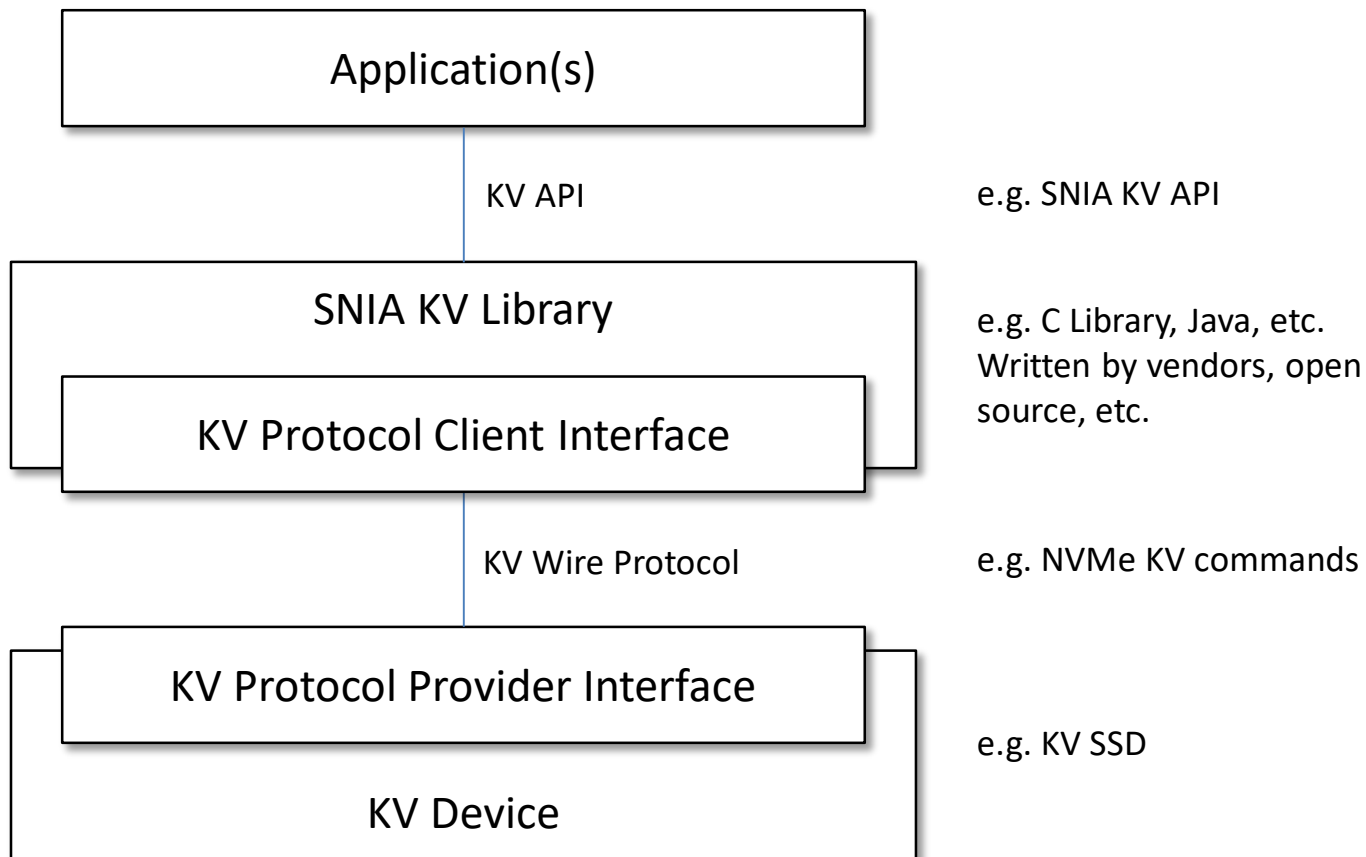 Application(s)
KV API
e.g. SNIA KV API
SNIA KV Library
e.g. C Library, Java, etc.
Written by vendors, open
source, etc.
KV Protocol Client Interface
KV Wire Protocol
e.g. NVMe KV commands
KV Protocol Provider Interface
e.g. KV SSD
KV Device